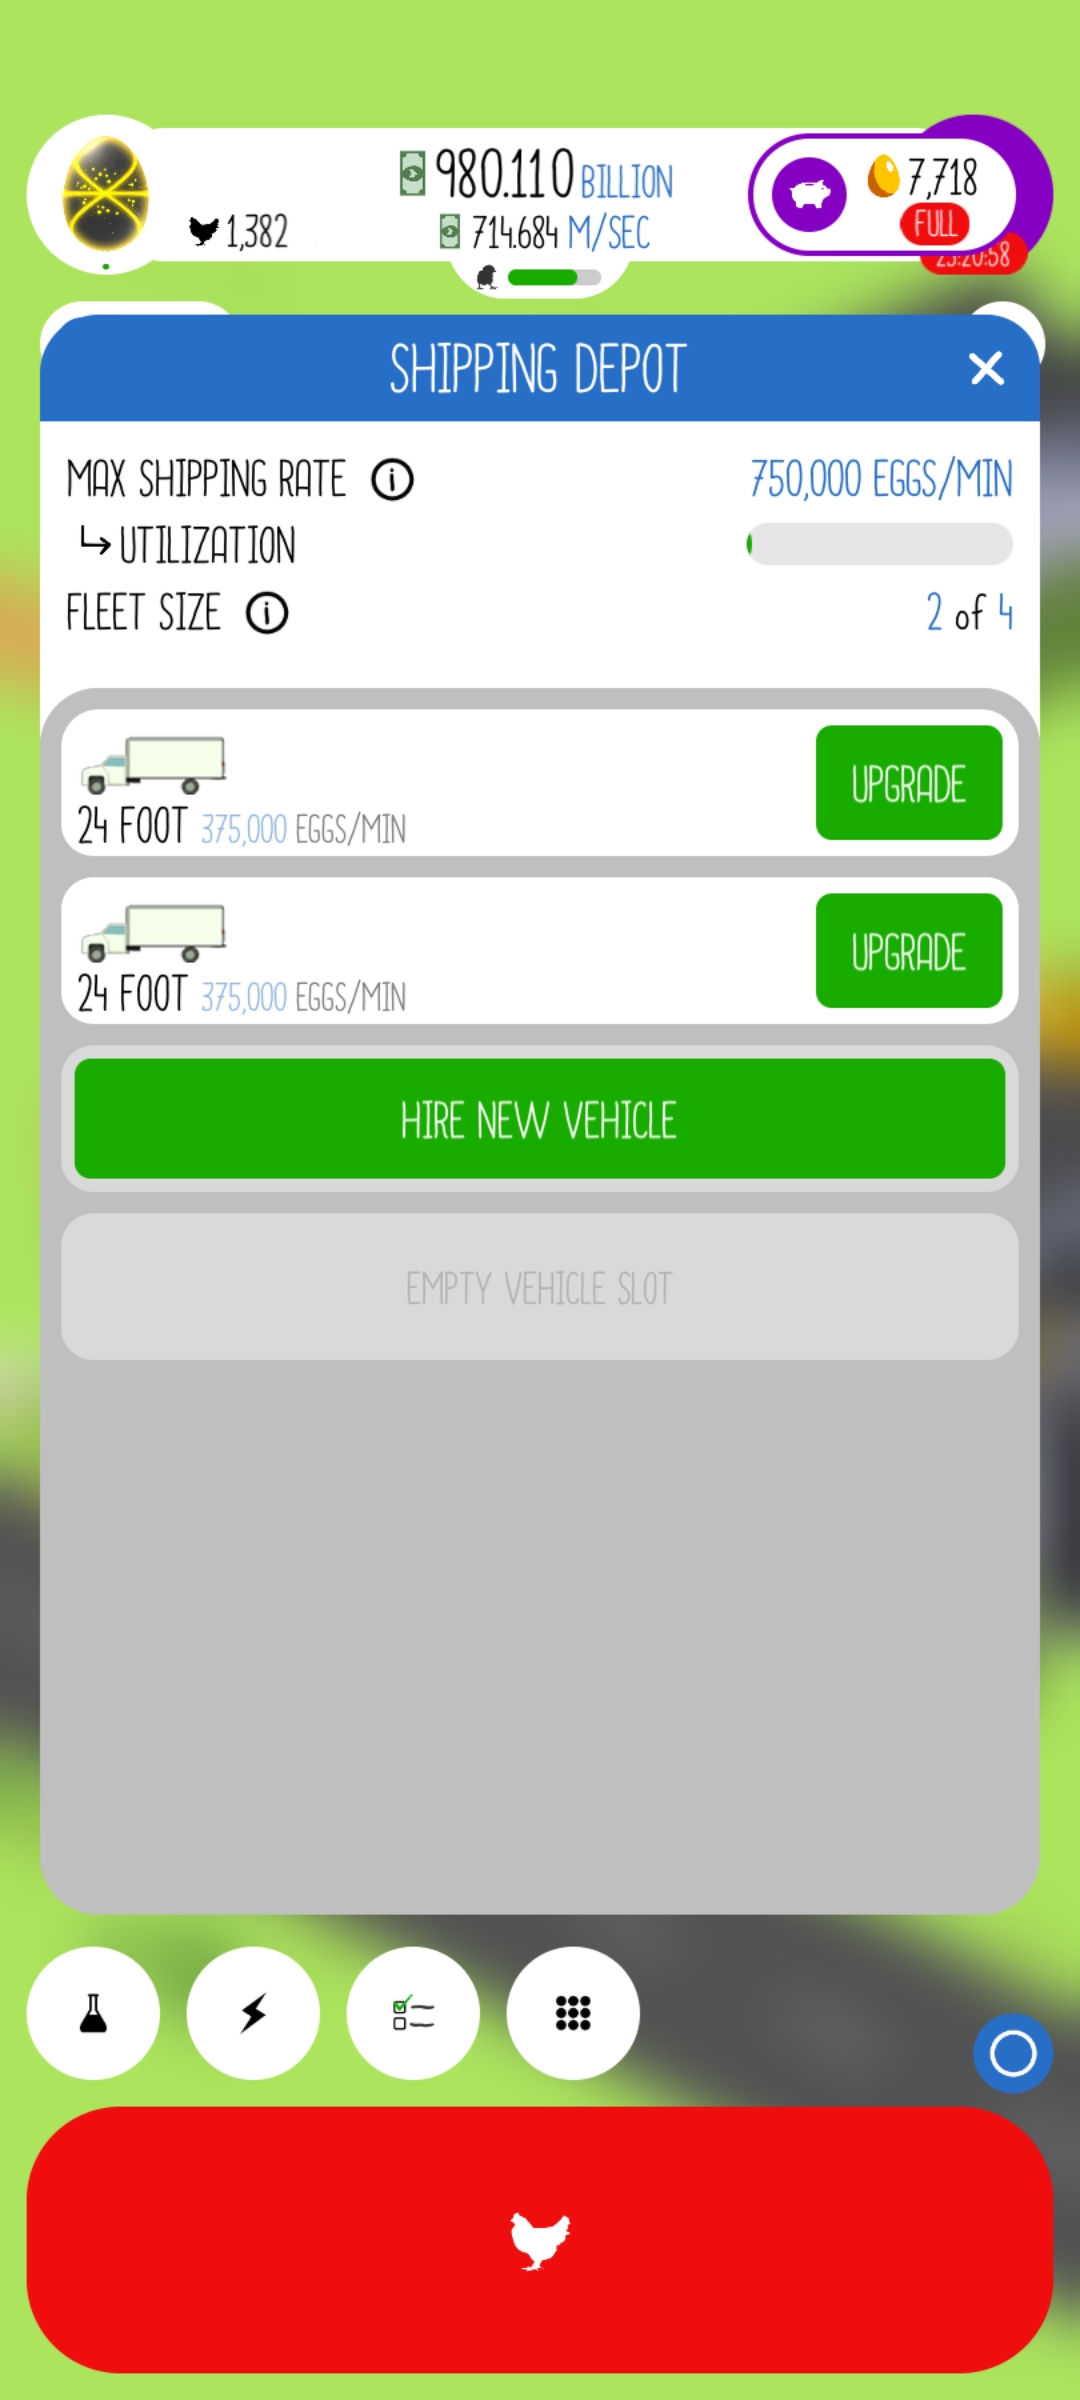 980.110 BILLION
7,718
1,382
714.684 M/SEC
FULL
23:20:58
SHIPPING DEPOT
MAX SHIPPING RATE 750,000 EGGS/MIN
UTILIZATION
FLEET SIZE 2 of 4
24 FOOT 375,000 EGGS/MIN
UPGRADE
24 FOOT 375,000 EGGS/MIN
UPGRADE
HIRE NEW VEHICLE
EMPTY VEHICLE SLOT